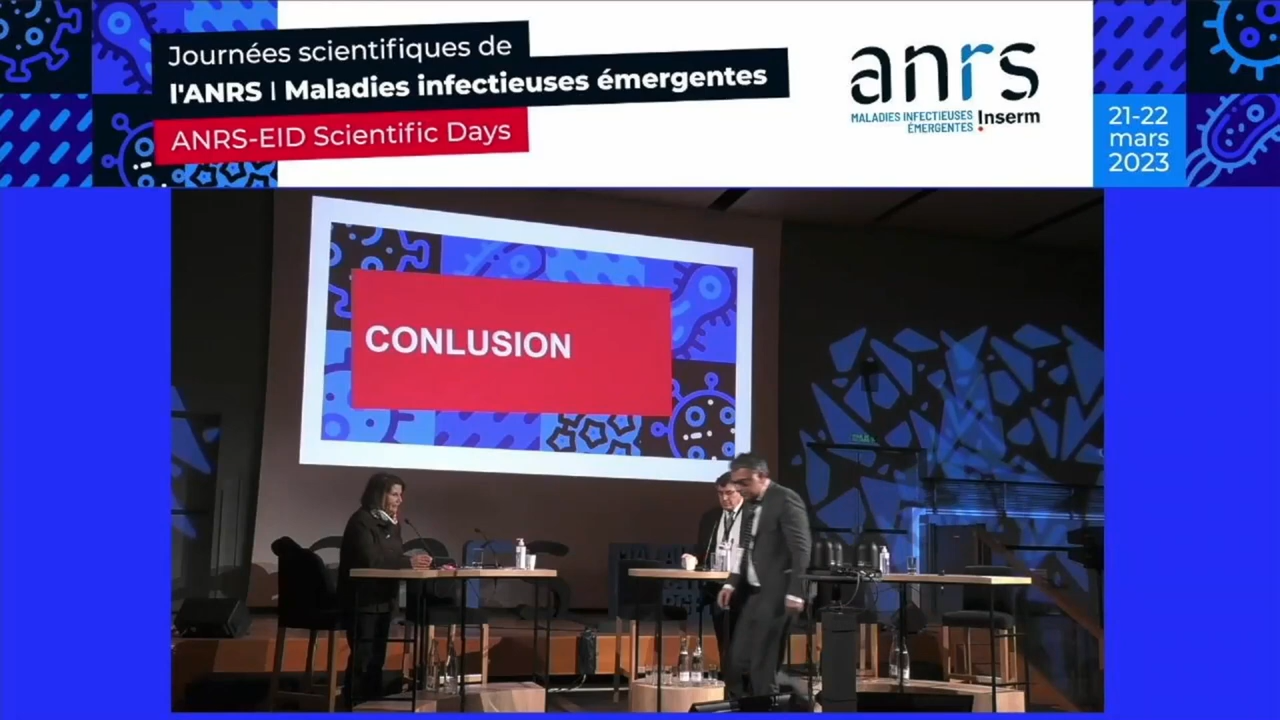 Journées scientifiques de
l'ANRS | Maladies infectieuses émergentes
ANRS-EID Scientific Days
anrs
MALADIES INFECTIEUSES
ÉMERGENTES Inserm
21-22
mars
2023
CONLUSION